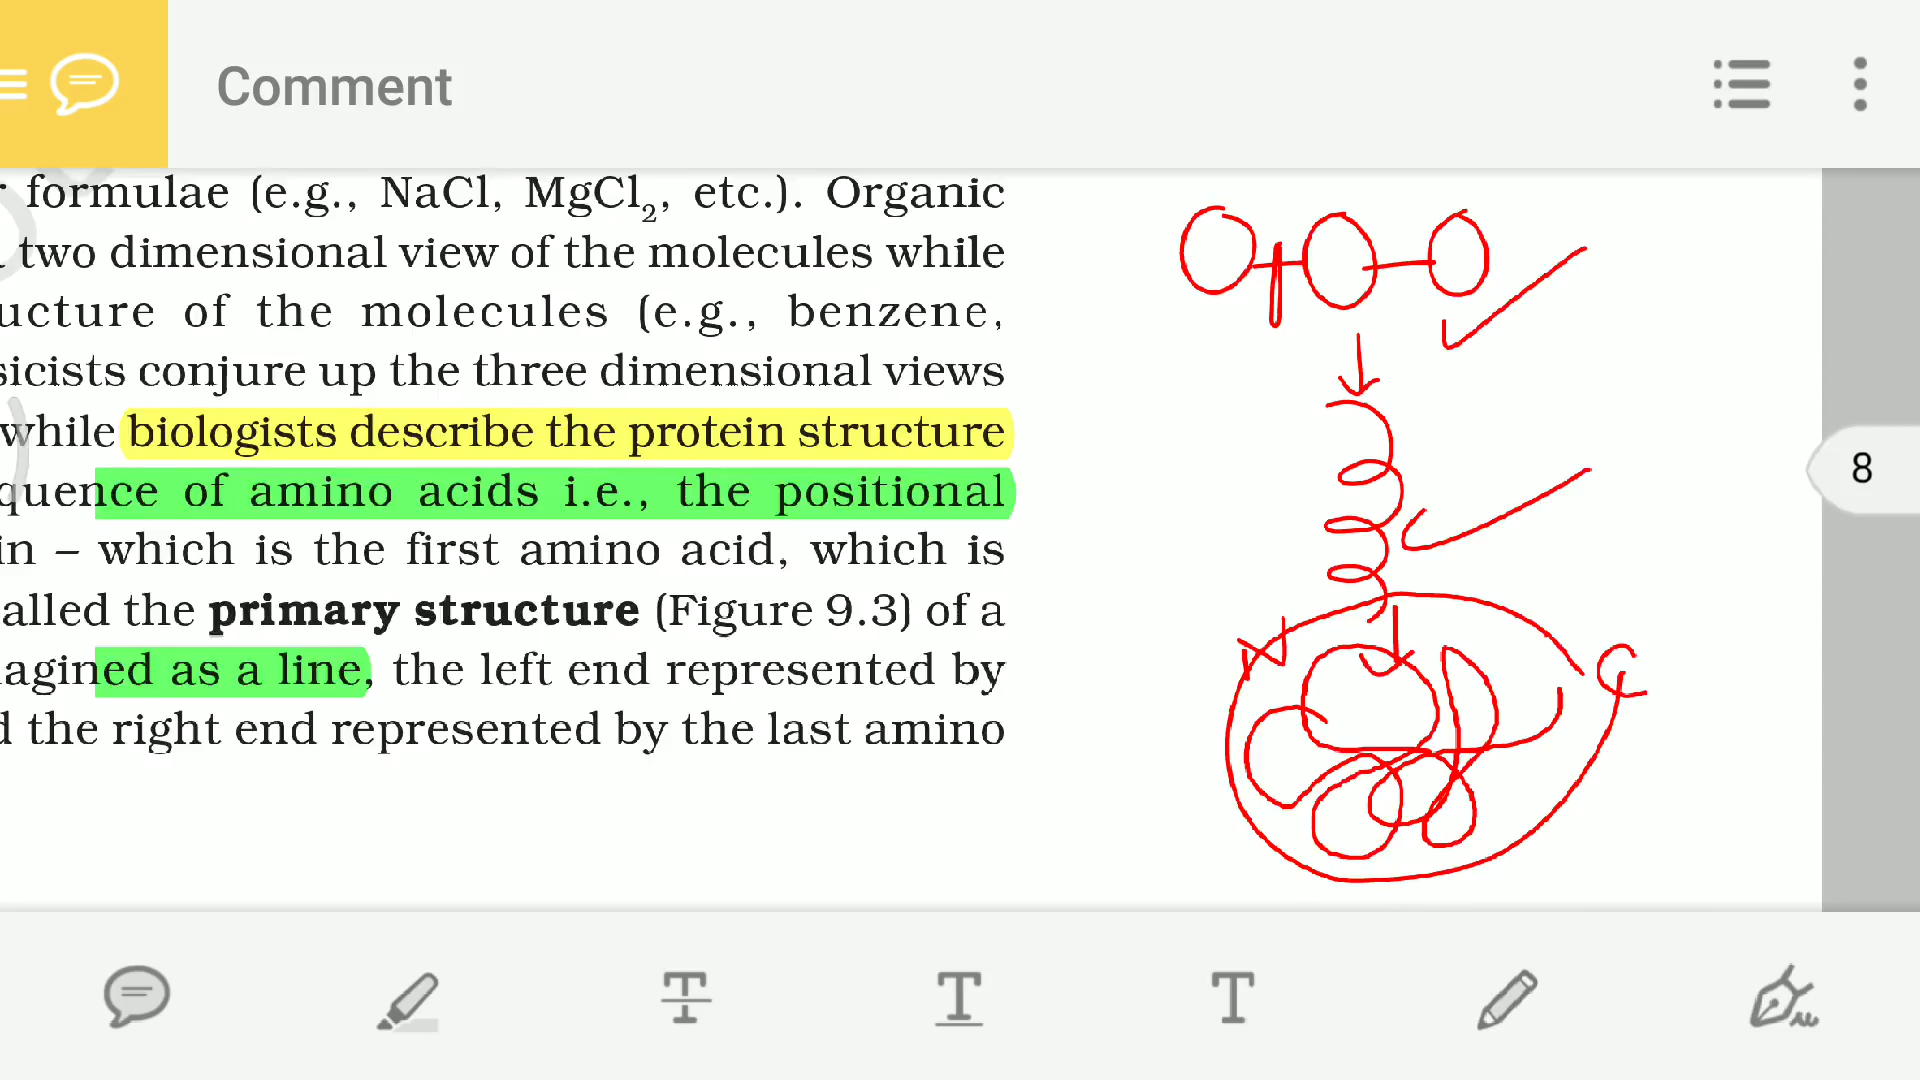 Comment
formulae (e.g., NaCl, MgCl₂, etc.). Organic
two dimensional view of the molecules while
ucture of the molecules (e.g., benzene,
sicists conjure up the three dimensional views
while biologists describe the protein structure
quence of amino acids i.e., the positional
in – which is the first amino acid, which is
alled the primary structure (Figure 9.3) of a
agined as a line, the left end represented by
d the right end represented by the last amino
N
C
8